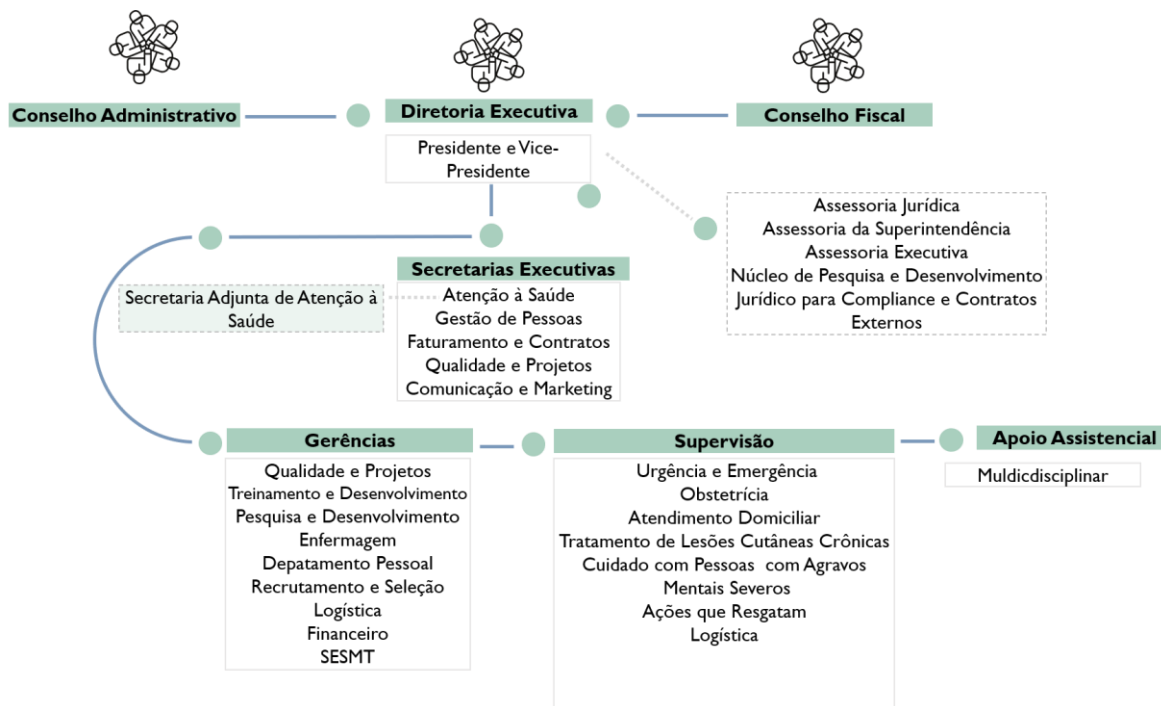 Conselho Administrativo
Diretoria Executiva
Conselho Fiscal
Presidente e Vice-
Presidente
Assessoria Jurídica
Assessoria da Superintendência
Assessoria Executiva
Núcleo de Pesquisa e Desenvolvimento
Jurídico para Compliance e Contratos
Externos
Secretarias Executivas
Atenção à Saúde
Gestão de Pessoas
Faturamento e Contratos
Qualidade e Projetos
Comunicação e Marketing
Secretaria Adjunta de Atenção à
Saúde
Gerências
Qualidade e Projetos
Treinamento e Desenvolvimento
Pesquisa e Desenvolvimento
Enfermagem
Depatamento Pessoal
Recrutamento e Seleção
Logística
Financeiro
SESMT
Supervisão
Urgência e Emergência
Obstetrícia
Atendimento Domiciliar
Tratamento de Lesões Cutâneas Crônicas
Cuidado com Pessoas com Agravos
Mentais Severos
Ações que Resgatam
Logística
Apoio Assistencial
Muldicdisciplinar